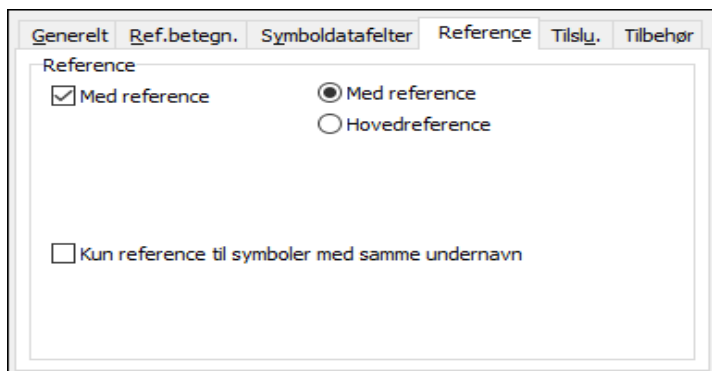 Generelt Ref.betegn. Symboldatafelter Reference Tilslu. Tilbehør
Reference
Med reference Med reference
Hovedreference
Kun reference til symboler med samme undernavn